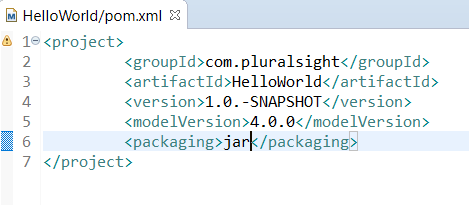 HelloWorld/pom.xml
1 <project>
2 <groupId>com.pluralsight</groupId>
3 <artifactId>HelloWorld</artifactId>
4 <version>1.0.-SNAPSHOT</version>
5 <modelVersion>4.0.0</modelVersion>
6 <packaging>jar</packaging>
7 </project>